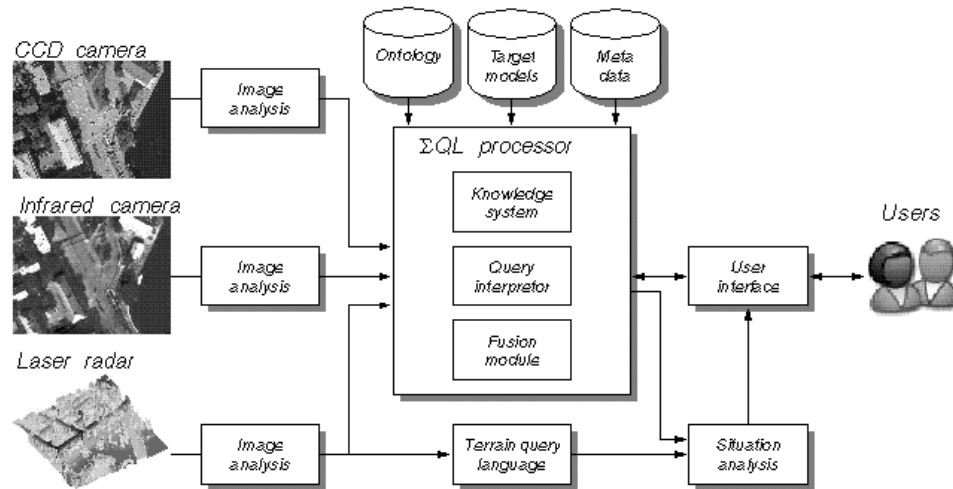 CCD camera
Image
analysis
Ontology
Target
models
Meta
data
ΣQL processor
Knowledge
system
Infrared camera
Image
analysis
Query
interpretor
User
interface
Users
Fusion
module
Laser radar
Image
analysis
Terrain query
language
Situation
analysis